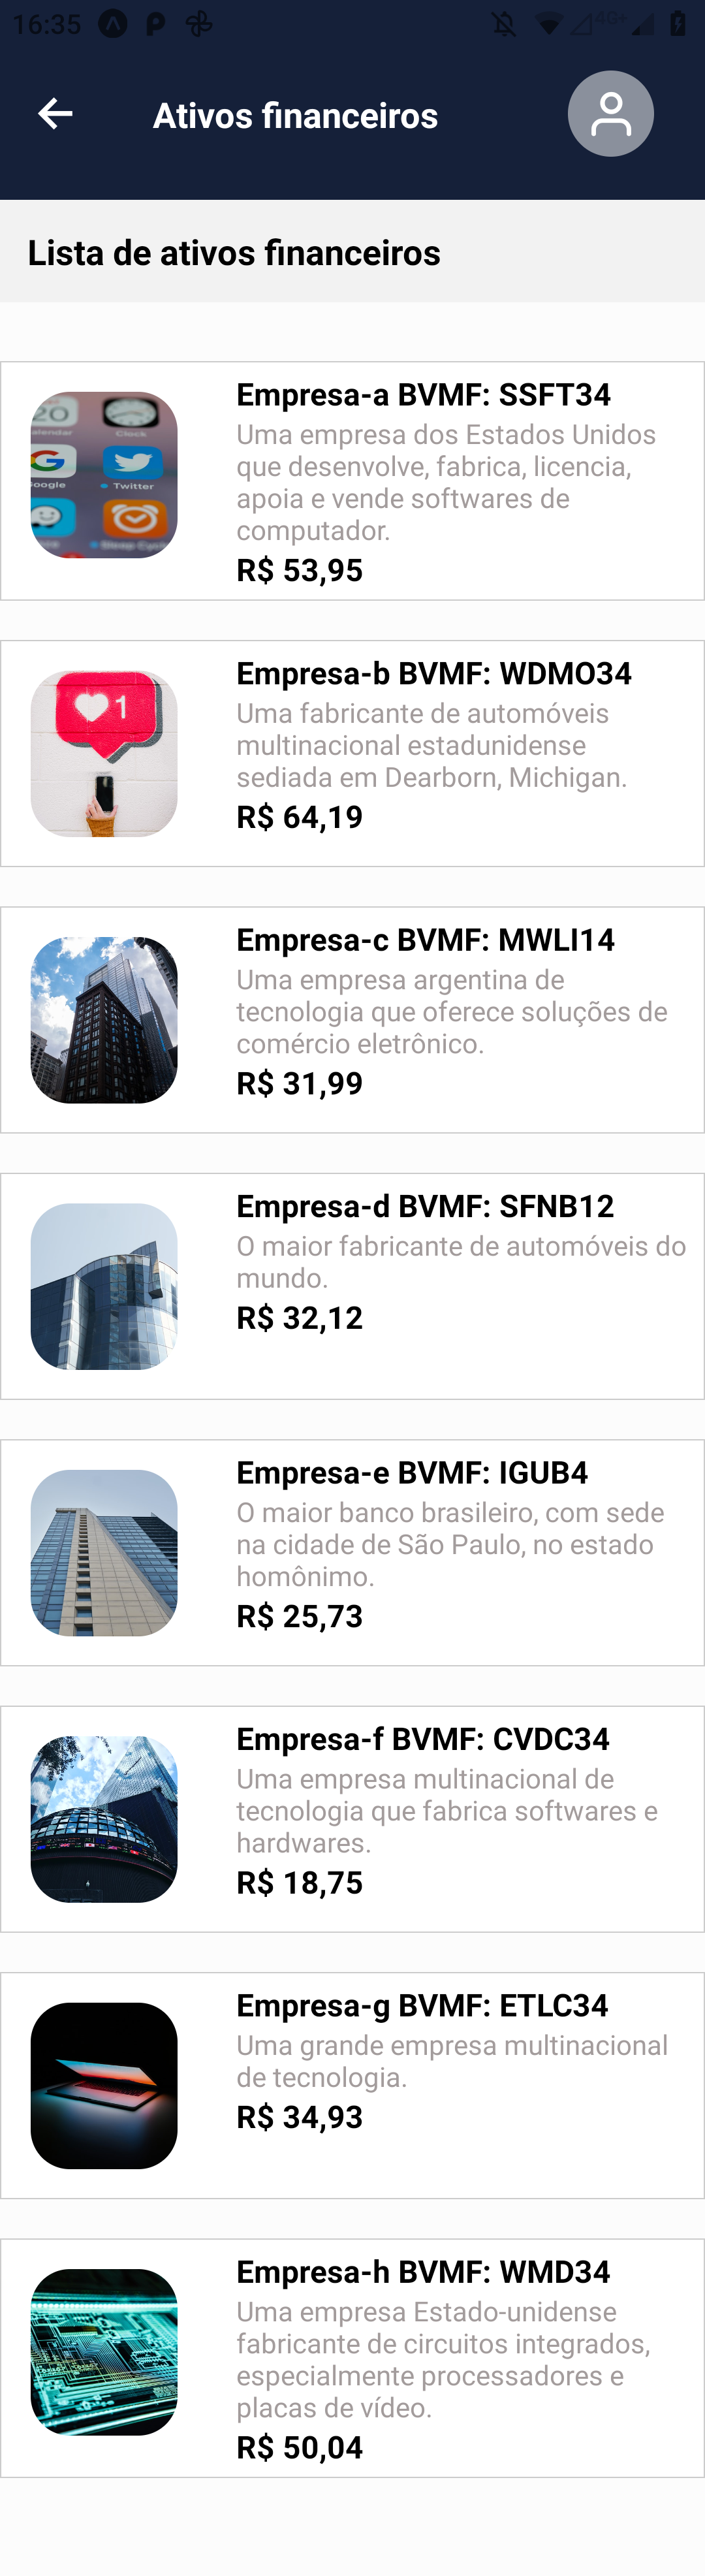 16:35
4G+
Ativos financeiros
Lista de ativos financeiros
20
alendar
Clock
oogle
Twitter
Sleep Cycl
Empresa-a BVMF: SSFT34
Uma empresa dos Estados Unidos
que desenvolve, fabrica, licencia,
apoia e vende softwares de
computador.
R$ 53,95
1
Empresa-b BVMF: WDMO34
Uma fabricante de automóveis
multinacional estadunidense
sediada em Dearborn, Michigan.
R$ 64,19
Empresa-c BVMF: MWLI14
Uma empresa argentina de
tecnologia que oferece soluções de
comércio eletrônico.
R$ 31,99
Empresa-d BVMF: SFNB12
O maior fabricante de automóveis do
mundo.
R$ 32,12
Empresa-e BVMF: IGUB4
O maior banco brasileiro, com sede
na cidade de São Paulo, no estado
homônimo.
R$ 25,73
Empresa-f BVMF: CVDC34
Uma empresa multinacional de
tecnologia que fabrica softwares e
hardwares.
R$ 18,75
Empresa-g BVMF: ETLC34
Uma grande empresa multinacional
de tecnologia.
R$ 34,93
Empresa-h BVMF: WMD34
Uma empresa Estado-unidense
fabricante de circuitos integrados,
especialmente processadores e
placas de vídeo.
R$ 50,04